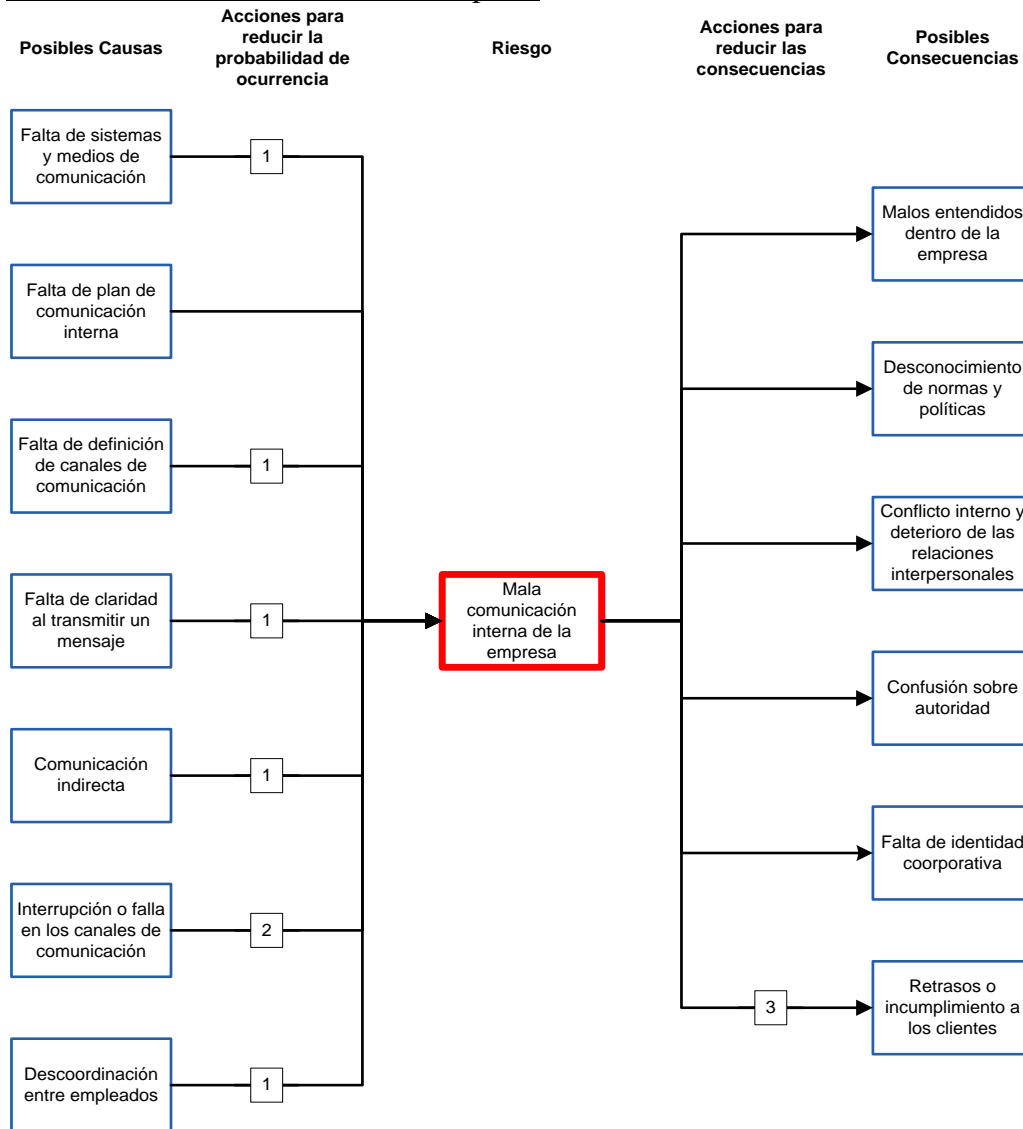 Posibles Causas
Acciones para
reducir la
probabilidad de
ocurrencia
Riesgo
Acciones para
reducir las
consecuencias
Posibles
Consecuencias
Falta de sistemas
y medios de
comunicación
1
Falta de plan de
comunicación
interna
Falta de definición
de canales de
comunicación
1
Falta de claridad
al transmitir un
mensaje
1
Comunicación
indirecta
1
Interrupción o falla
en los canales de
comunicación
2
Descoordinación
entre empleados
1
Mala
comunicación
interna de la
empresa
Malos entendidos
dentro de la
empresa
Desconocimiento
de normas y
políticas
Conflicto interno y
deterioro de las
relaciones
interpersonales
Confusión sobre
autoridad
Falta de identidad
coorporativa
3
Retrasos o
incumplimiento a
los clientes